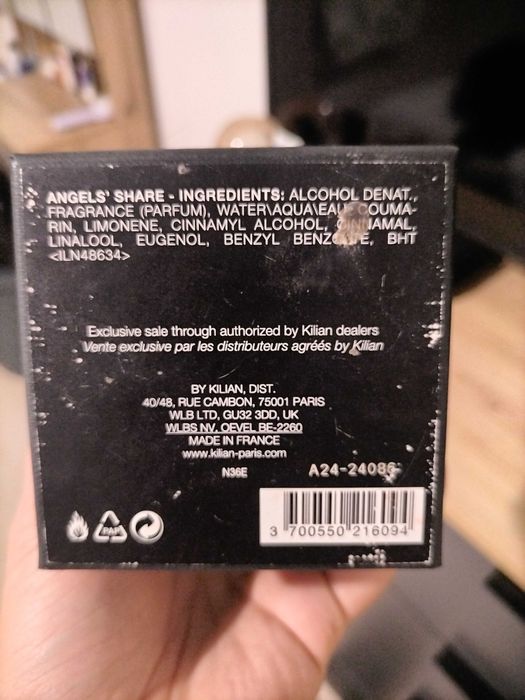 ANGELS' SHARE - INGREDIENTS: ALCOHOL DENAT.,
FRAGRANCE (PARFUM), WATER\AQUA\EAU, COUMA-
RIN, LIMONENE, CINNAMYL ALCOHOL, CINNAMAL,
LINALOOL, EUGENOL, BENZYL BENZOATE, BHT
<ILN48634>
Exclusive sale through authorized by Kilian dealers
Vente exclusive par les distributeurs agréés by Kilian
BY KILIAN, DIST.
40/48, RUE CAMBON, 75001 PARIS
WLB LTD, GU32 3DD, UK
WLBS NV, OEVEL BE-2260
MADE IN FRANCE
www.kilian-paris.com
N36E
A24-24086
PAP
3 700550 216094